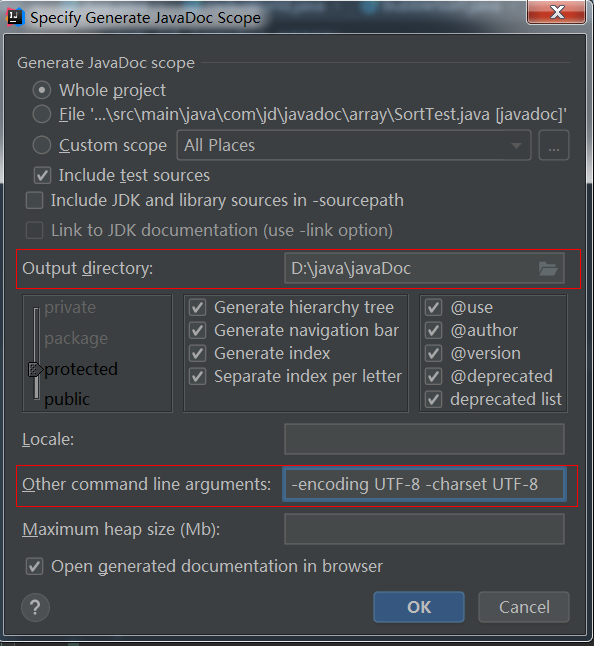 Specify Generate JavaDoc Scope
Generate JavaDoc scope
Whole project
File '...\src\main\java\com\jd\javadoc\array\SortTest.java [javadoc]'
Custom scope All Places ...
Include test sources
Include JDK and library sources in -sourcepath
Link to JDK documentation (use -link option)
Output directory: D:\java\javaDoc
private Generate hierarchy tree @use
package Generate navigation bar @author
protected Generate index @version
public Separate index per letter @deprecated
deprecated list
Locale:
Other command line arguments: -encoding UTF-8 -charset UTF-8
Maximum heap size (Mb):
Open generated documentation in browser
? OK Cancel